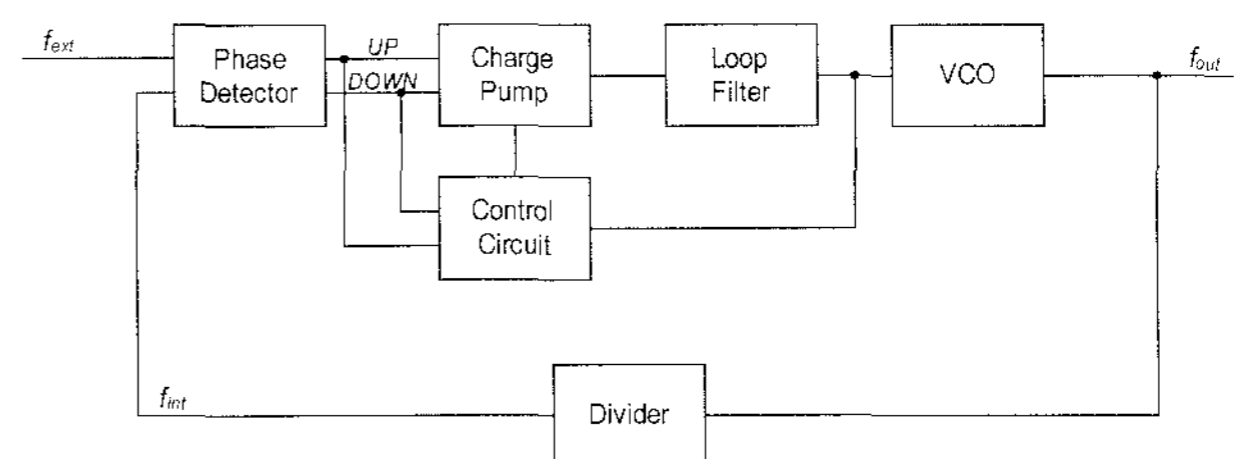 f_ext
Phase
Detector
UP
DOWN
Charge
Pump
Loop
Filter
VCO
f_out
Control
Circuit
f_int
Divider